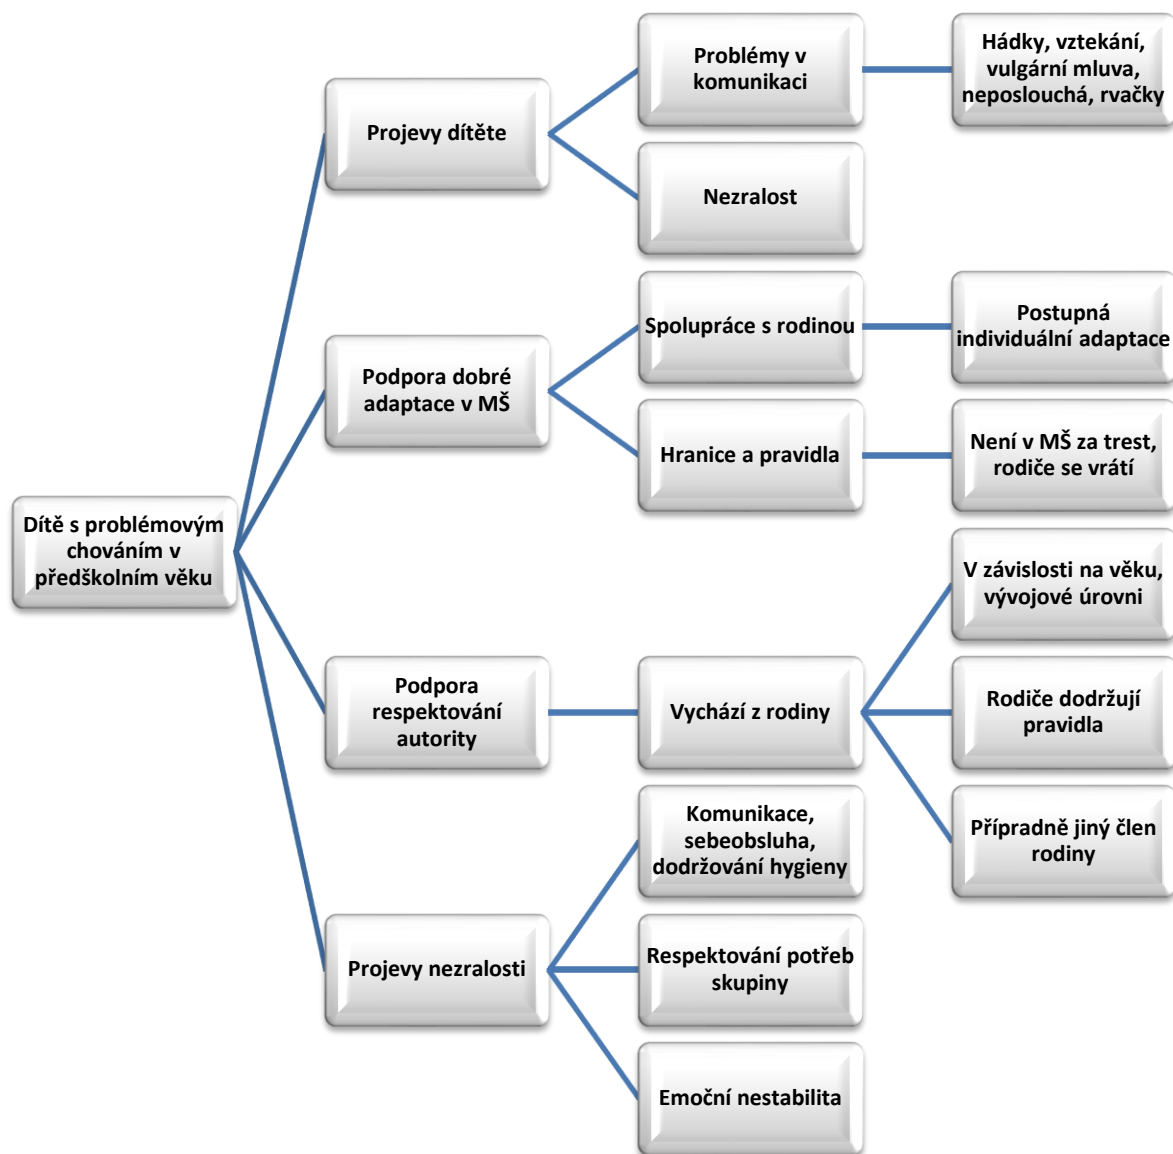 Dítě s problémovým
chováním v
předškolním věku
Projevy dítěte
Problémy v
komunikaci
Hádky, vztekání,
vulgární mluva,
neposlouchá, rvačky
Nezralost
Podpora dobré
adaptace v MŠ
Spolupráce s rodinou
Postupná
individuální adaptace
Hranice a pravidla
Není v MŠ za trest,
rodiče se vrátí
Podpora
respektování
autority
Vychází z rodiny
V závislosti na věku,
vývojové úrovni
Rodiče dodržují
pravidla
Přípradně jiný člen
rodiny
Projevy nezralosti
Komunikace,
sebeobsluha,
dodržování hygieny
Respektování potřeb
skupiny
Emoční nestabilita